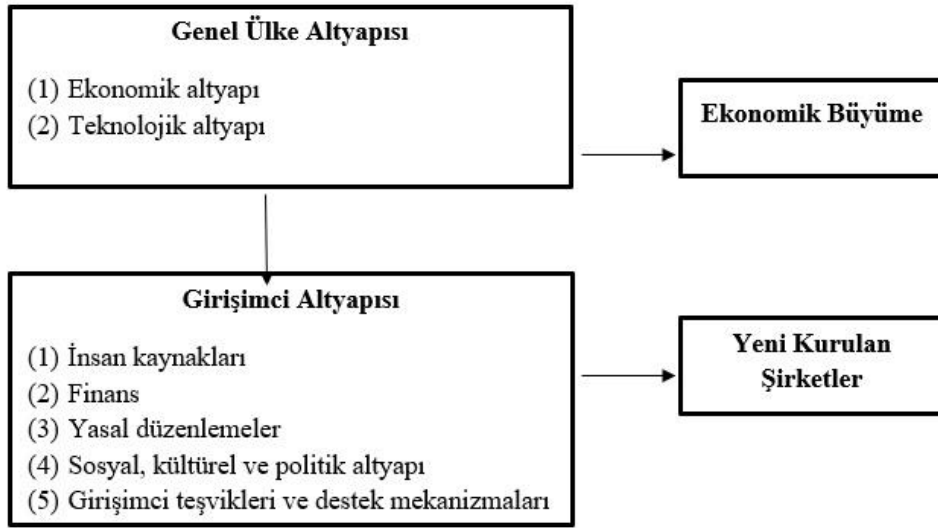 Genel Ülke Altyapısı
(1) Ekonomik altyapı
(2) Teknolojik altyapı
Ekonomik Büyüme
Girişimci Altyapısı
(1) İnsan kaynakları
(2) Finans
(3) Yasal düzenlemeler
(4) Sosyal, kültürel ve politik altyapı
(5) Girişimci teşvikleri ve destek mekanizmaları
Yeni Kurulan
Şirketler